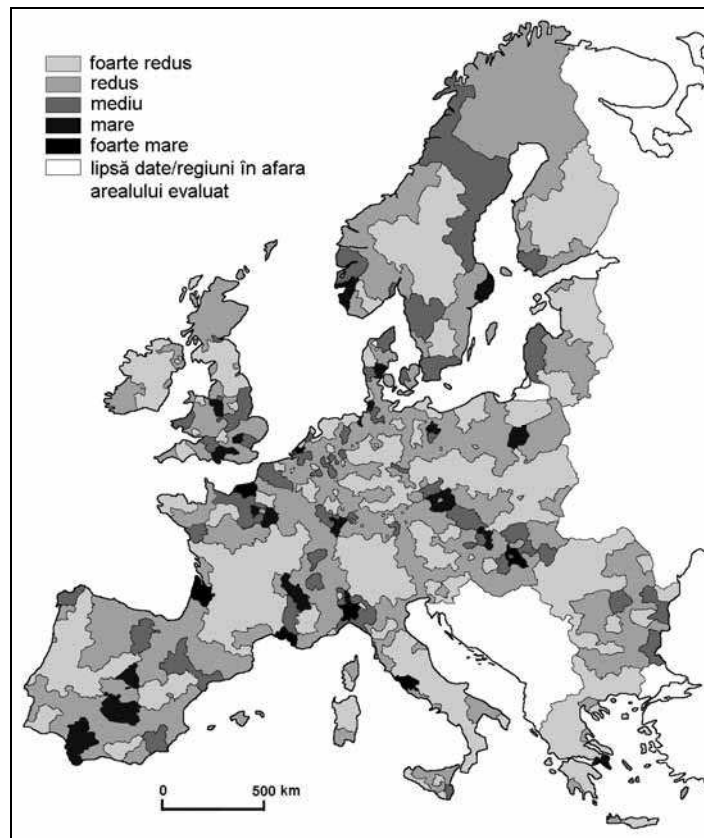 foarte redus
redus
mediu
mare
foarte mare
lipsă date/regiuni în afara
arealului evaluat
0 500 km